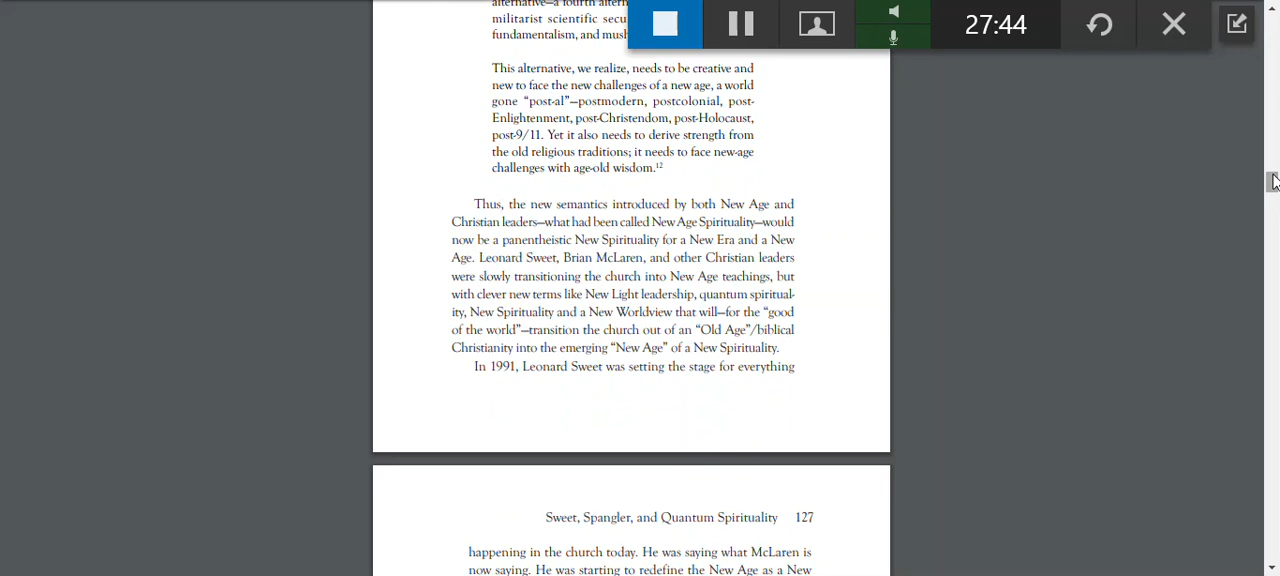 alternative—a fourth altern
militarist scientific secu
fundamentalism, and mush
27:44
This alternative, we realize, needs to be creative and
new to face the new challenges of a new age, a world
gone “post-al”—postmodern, postcolonial, post-
Enlightenment, post-Christendom, post-Holocaust,
post-9/11. Yet it also needs to derive strength from
the old religious traditions; it needs to face new-age
challenges with age-old wisdom.¹²
Thus, the new semantics introduced by both New Age and
Christian leaders—what had been called New Age Spirituality—would
now be a panentheistic New Spirituality for a New Era and a New
Age. Leonard Sweet, Brian McLaren, and other Christian leaders
were slowly transitioning the church into New Age teachings, but
with clever new terms like New Light leadership, quantum spiritual-
ity, New Spirituality and a New Worldview that will—for the “good
of the world”—transition the church out of an “Old Age”/biblical
Christianity into the emerging “New Age” of a New Spirituality.
In 1991, Leonard Sweet was setting the stage for everything
Sweet, Spangler, and Quantum Spirituality 127
happening in the church today. He was saying what McLaren is
now saying. He was starting to redefine the New Age as a New